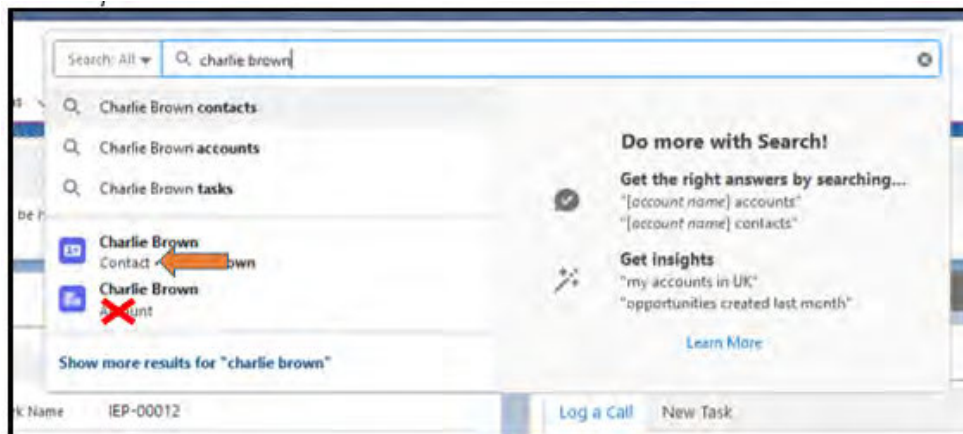 Search: All
charlie brown
Charlie Brown contacts
Charlie Brown accounts
Charlie Brown tasks
be
Charlie Brown
Contact
Charlie Brown
Account
Show more results for "charlie brown"
Do more with Search!
Get the right answers by searching...
"[account name] accounts"
"[account name] contacts"
Get insights
"my accounts in UK"
"opportunities created last month"
Learn More
Name IEP-00012
Log a Call New Task